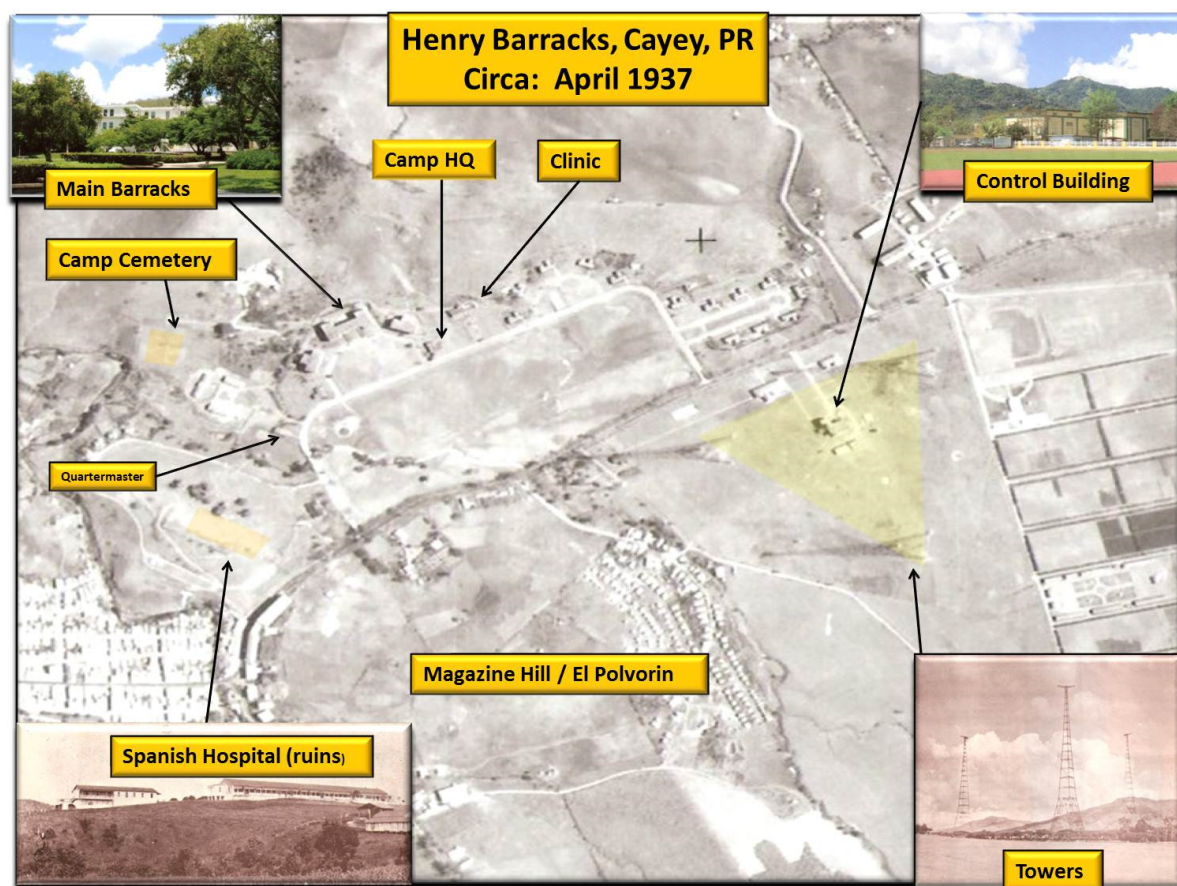 Henry Barracks, Cayey, PR
Circa: April 1937
Main Barracks
Camp HQ
Clinic
Control Building
Camp Cemetery
Quartermaster
Magazine Hill / El Polvorin
Spanish Hospital (ruins)
Towers